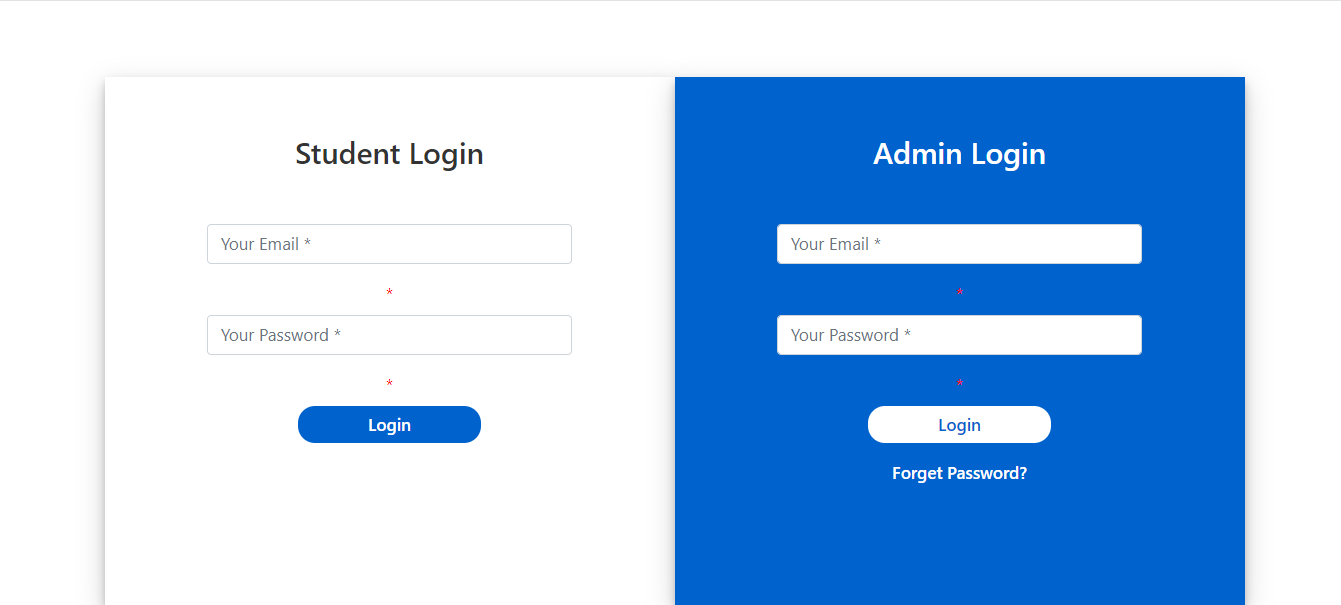 Student Login
Your Email *
*
Your Password *
*
Login
Admin Login
Your Email *
*
Your Password *
*
Login
Forget Password?